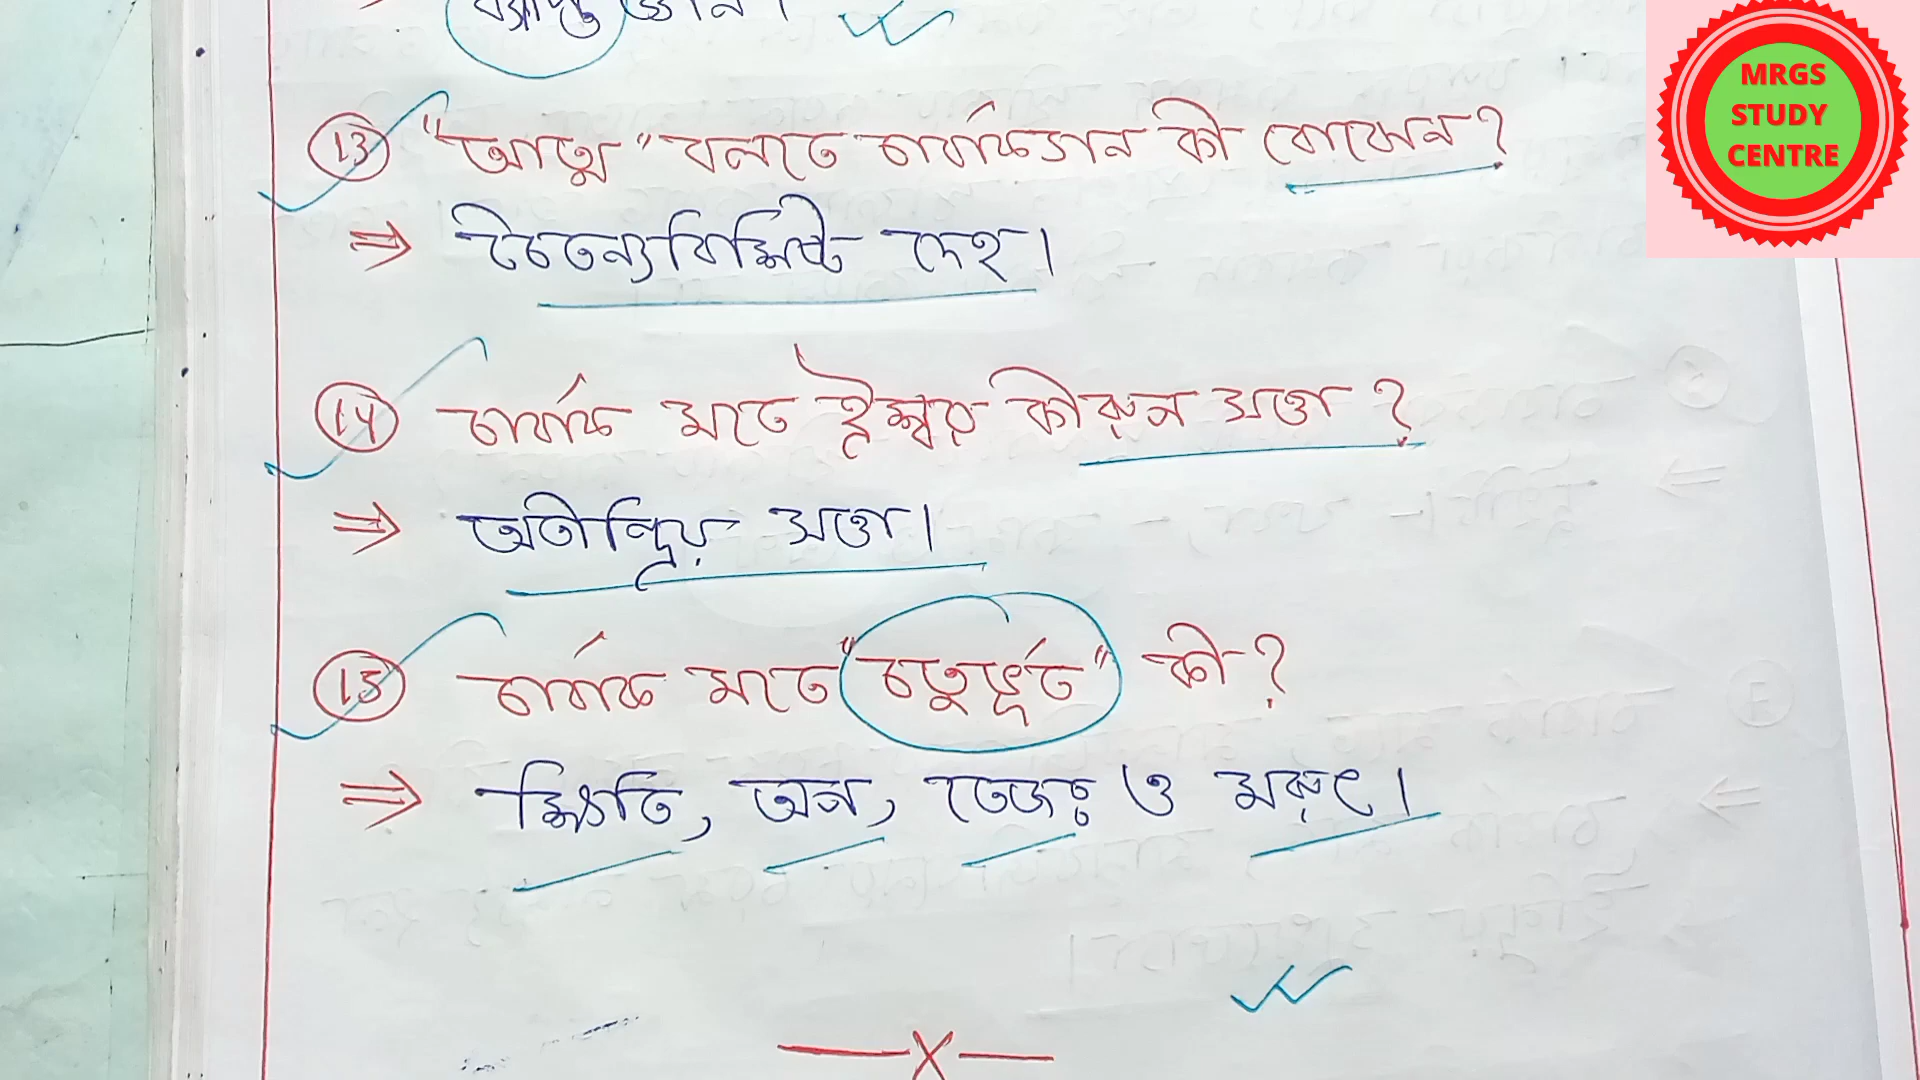 জ্ঞান।
13 "আত্মা" বলতে চার্বাকগন কী বোঝেন?
⇒ চৈতন্যবিশিষ্ট দেহ।
14 চার্বাক মতে ঈশ্বর কীরূপ সত্তা?
⇒ অতীন্দ্রিয় সত্তা।
15 চার্বাক মতে "চতুর্ভূত" কী?
⇒ ক্ষিতি, অপ, তেজঃ ও মরুৎ।
X
MRGS
STUDY
CENTRE